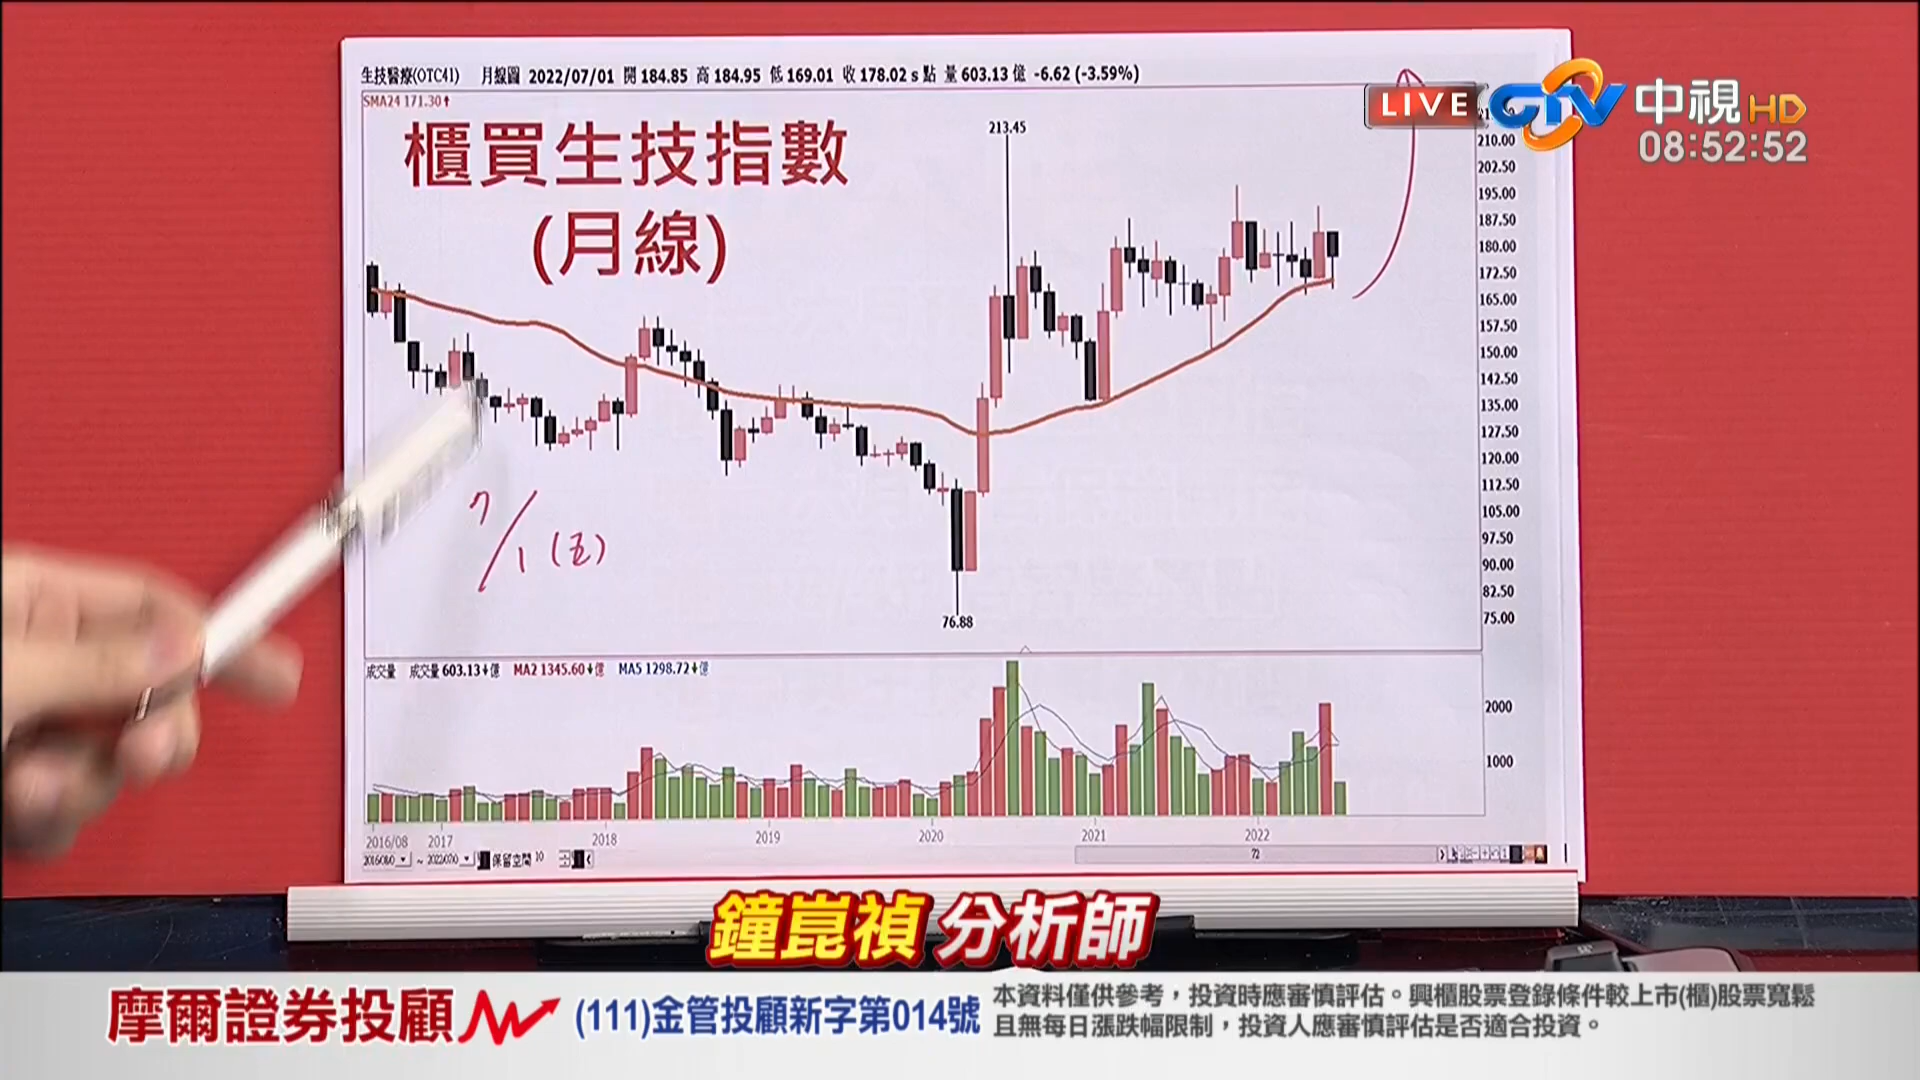 生技醫療(OTC41) 月線圖 2022/07/01 開 184.85 高 184.95 低 169.01 收 178.02 s 點 量 603.13 億 -6.62 (-3.59%)
SMA24 171.30↑
櫃買生技指數
(月線)
213.45
76.88
7/1 (五)
LIVE
CTV 中視 HD
08:52:52
210.00
202.50
195.00
187.50
180.00
172.50
165.00
157.50
150.00
142.50
135.00
127.50
120.00
112.50
105.00
97.50
90.00
82.50
75.00
成交量 成交量 603.13↓億 MA2 1345.60↓億 MA5 1298.72↓億
2000
1000
2016/08 2017 2018 2019 2020 2021 2022
保留空間 10
72
鐘崑禎 分析師
摩爾證券投顧
(111)金管投顧新字第014號
本資料僅供參考，投資時應審慎評估。興櫃股票登錄條件較上市(櫃)股票寬鬆
且無每日漲跌幅限制，投資人應審慎評估是否適合投資。